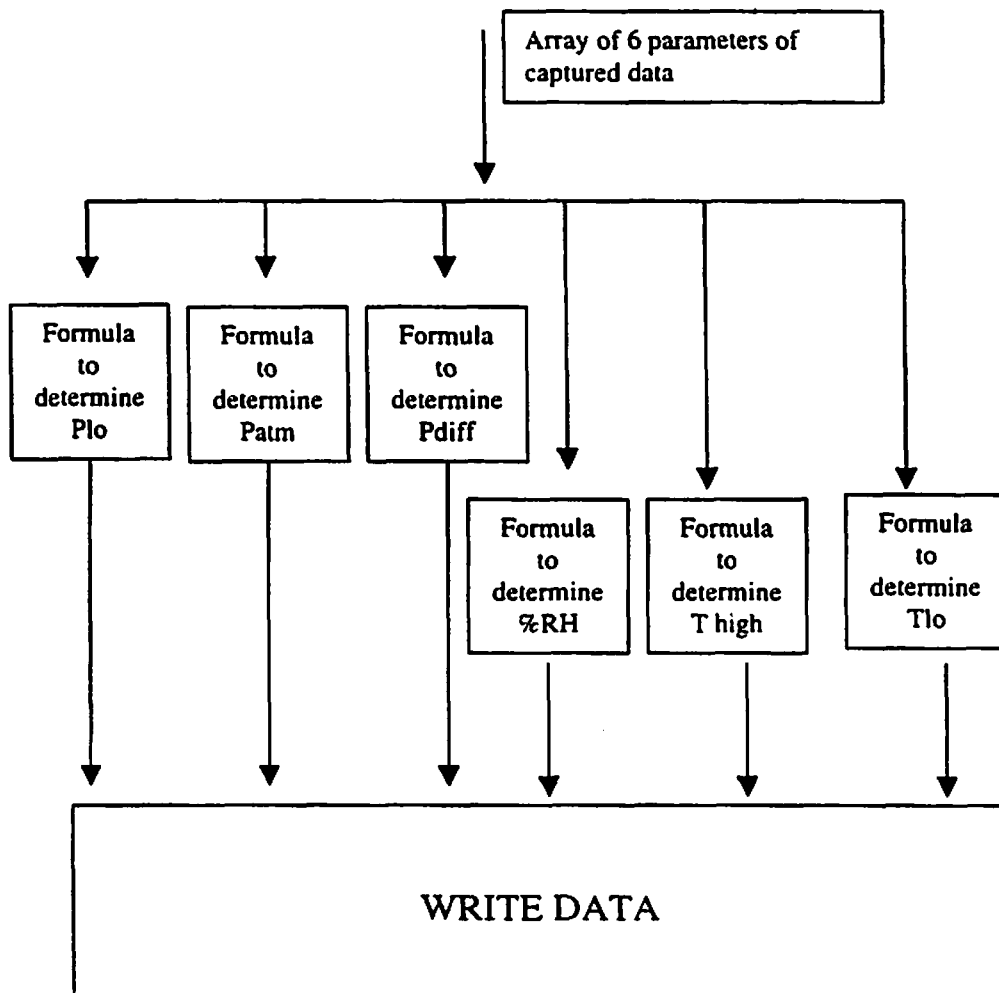 Array of 6 parameters of
captured data
Formula
to
determine
Plo
Formula
to
determine
Patm
Formula
to
determine
Pdiff
Formula
to
determine
%RH
Formula
to
determine
T high
Formula
to
determine
Tlo
WRITE DATA